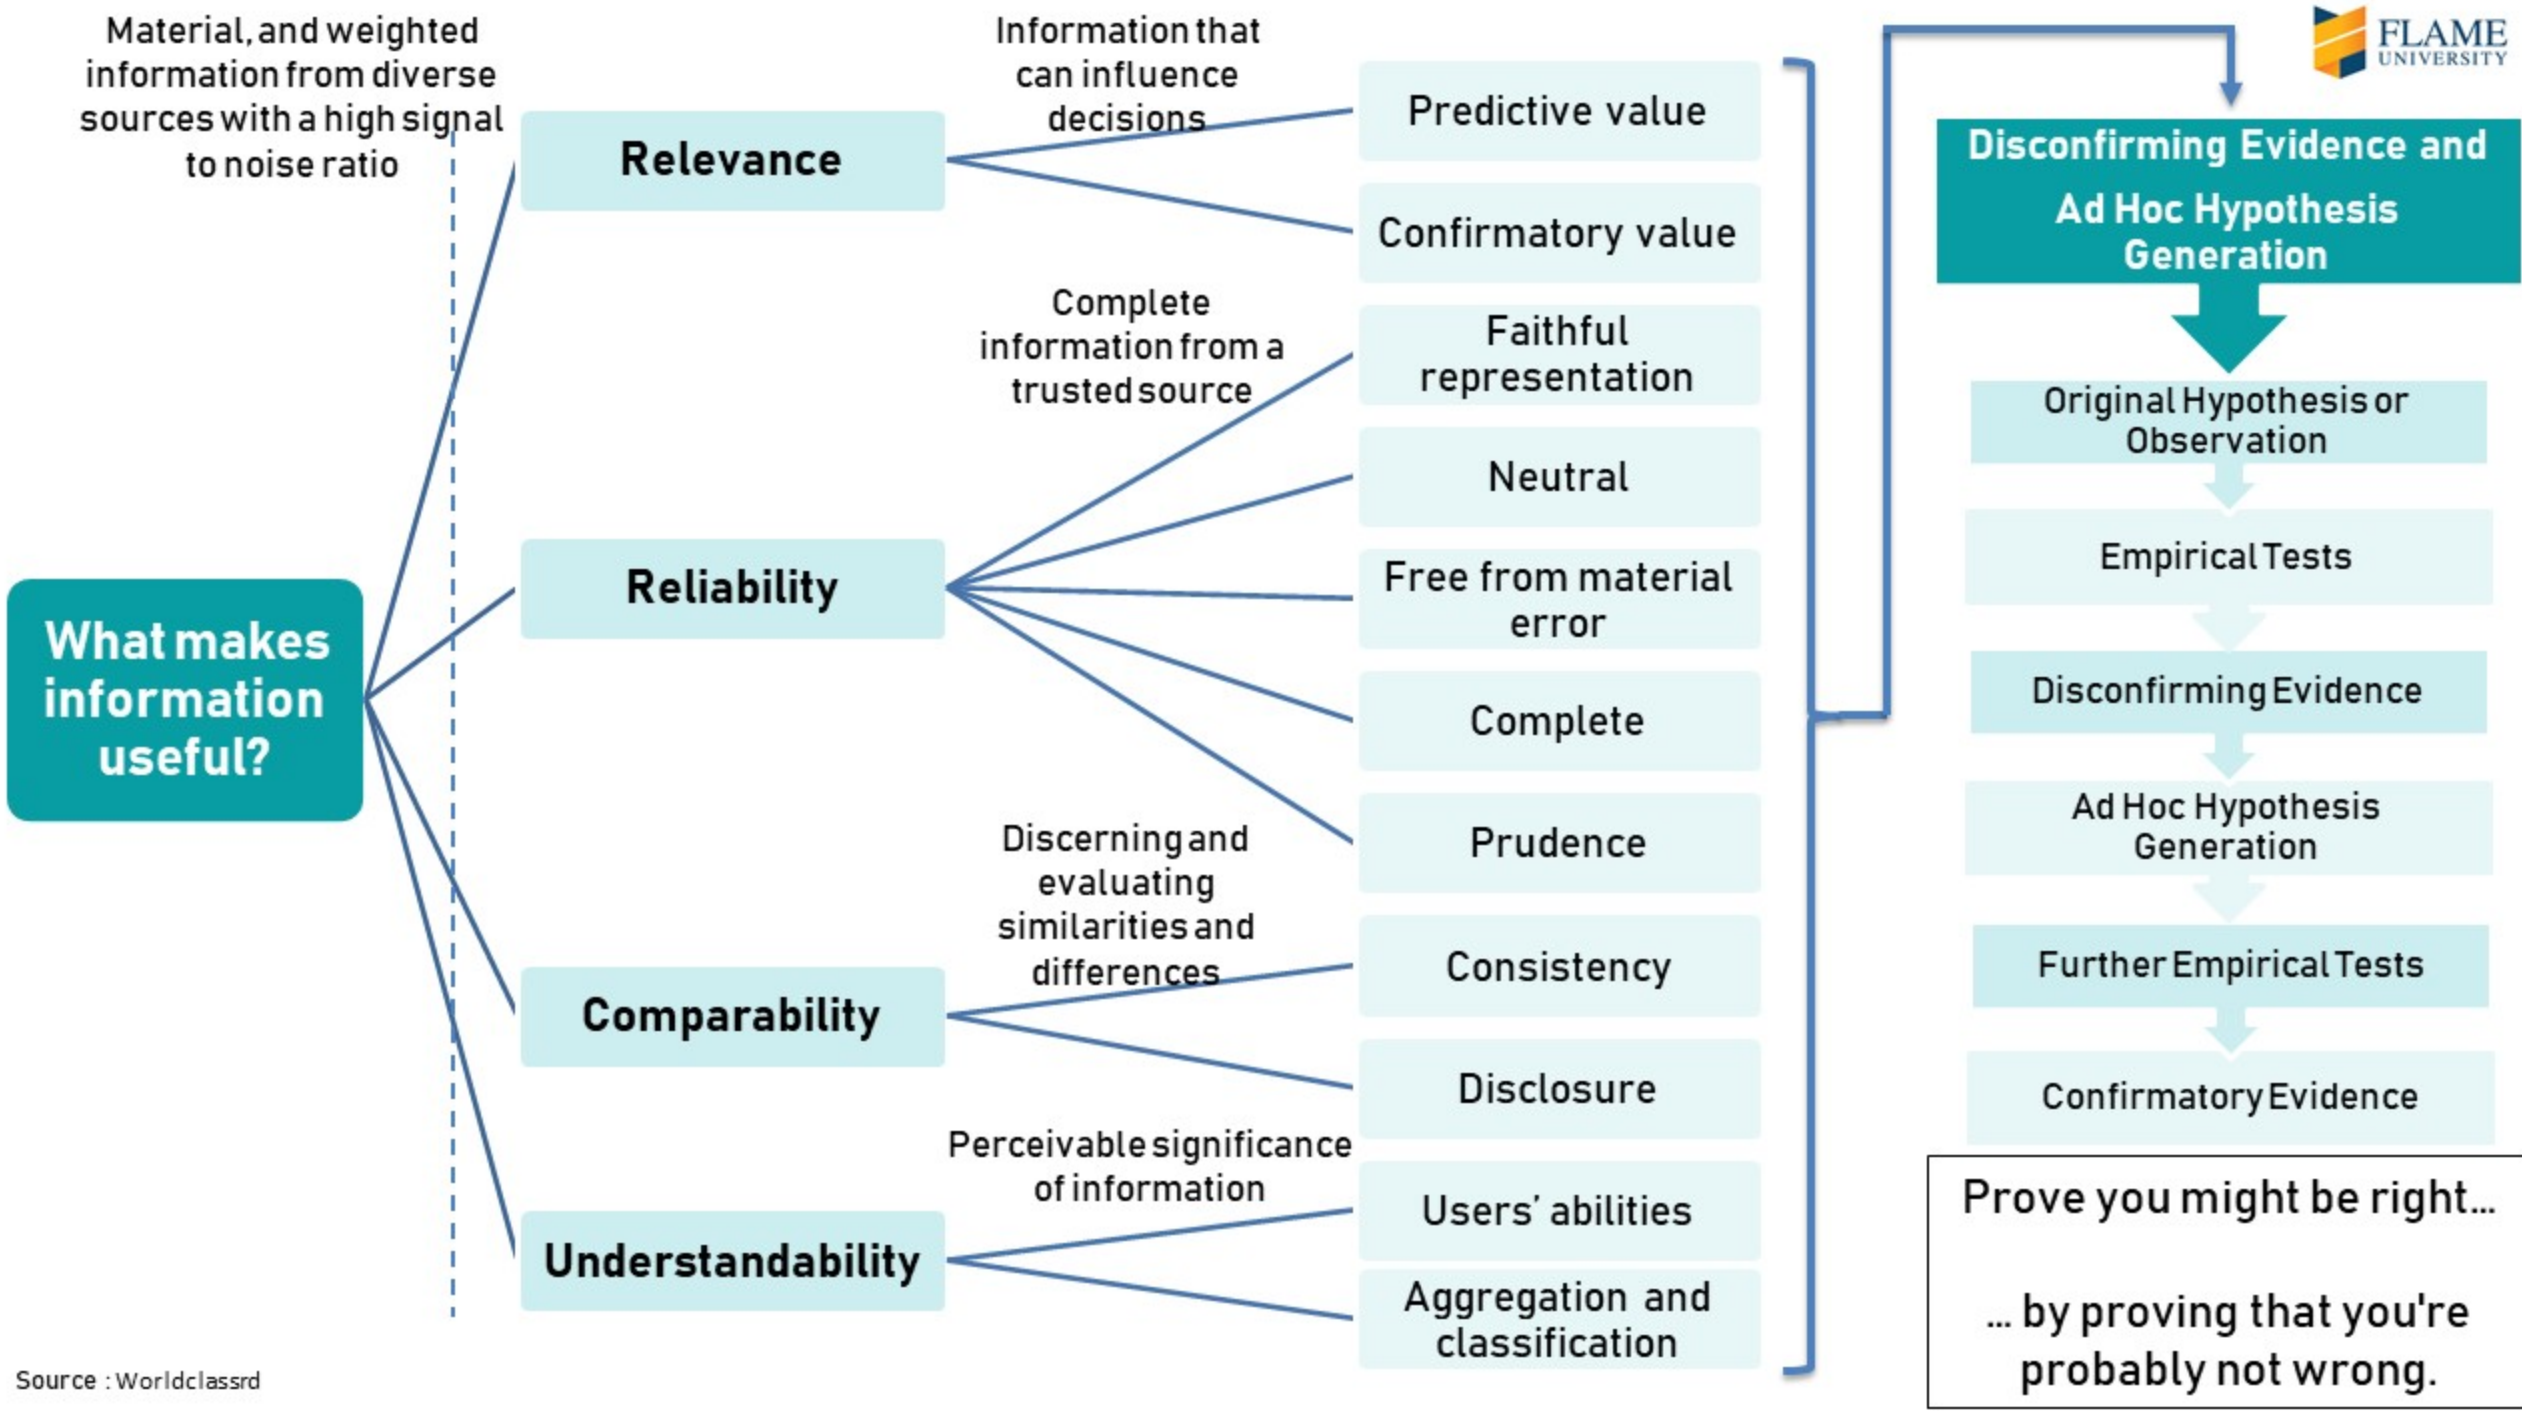 Material, and weighted
information from diverse
sources with a high signal
to noise ratio
What makes
information
useful?
Relevance
Information that
can influence
decisions
Predictive value
Confirmatory value
Reliability
Complete
information from a
trusted source
Faithful
representation
Neutral
Free from material
error
Complete
Prudence
Comparability
Discerning and
evaluating
similarities and
differences
Consistency
Disclosure
Understandability
Perceivable significance
of information
Users’ abilities
Aggregation and
classification
FLAME
UNIVERSITY
Disconfirming Evidence and
Ad Hoc Hypothesis
Generation
Original Hypothesis or
Observation
Empirical Tests
Disconfirming Evidence
Ad Hoc Hypothesis
Generation
Further Empirical Tests
Confirmatory Evidence
Prove you might be right...
... by proving that you're
probably not wrong.
Source : Worldclassrd